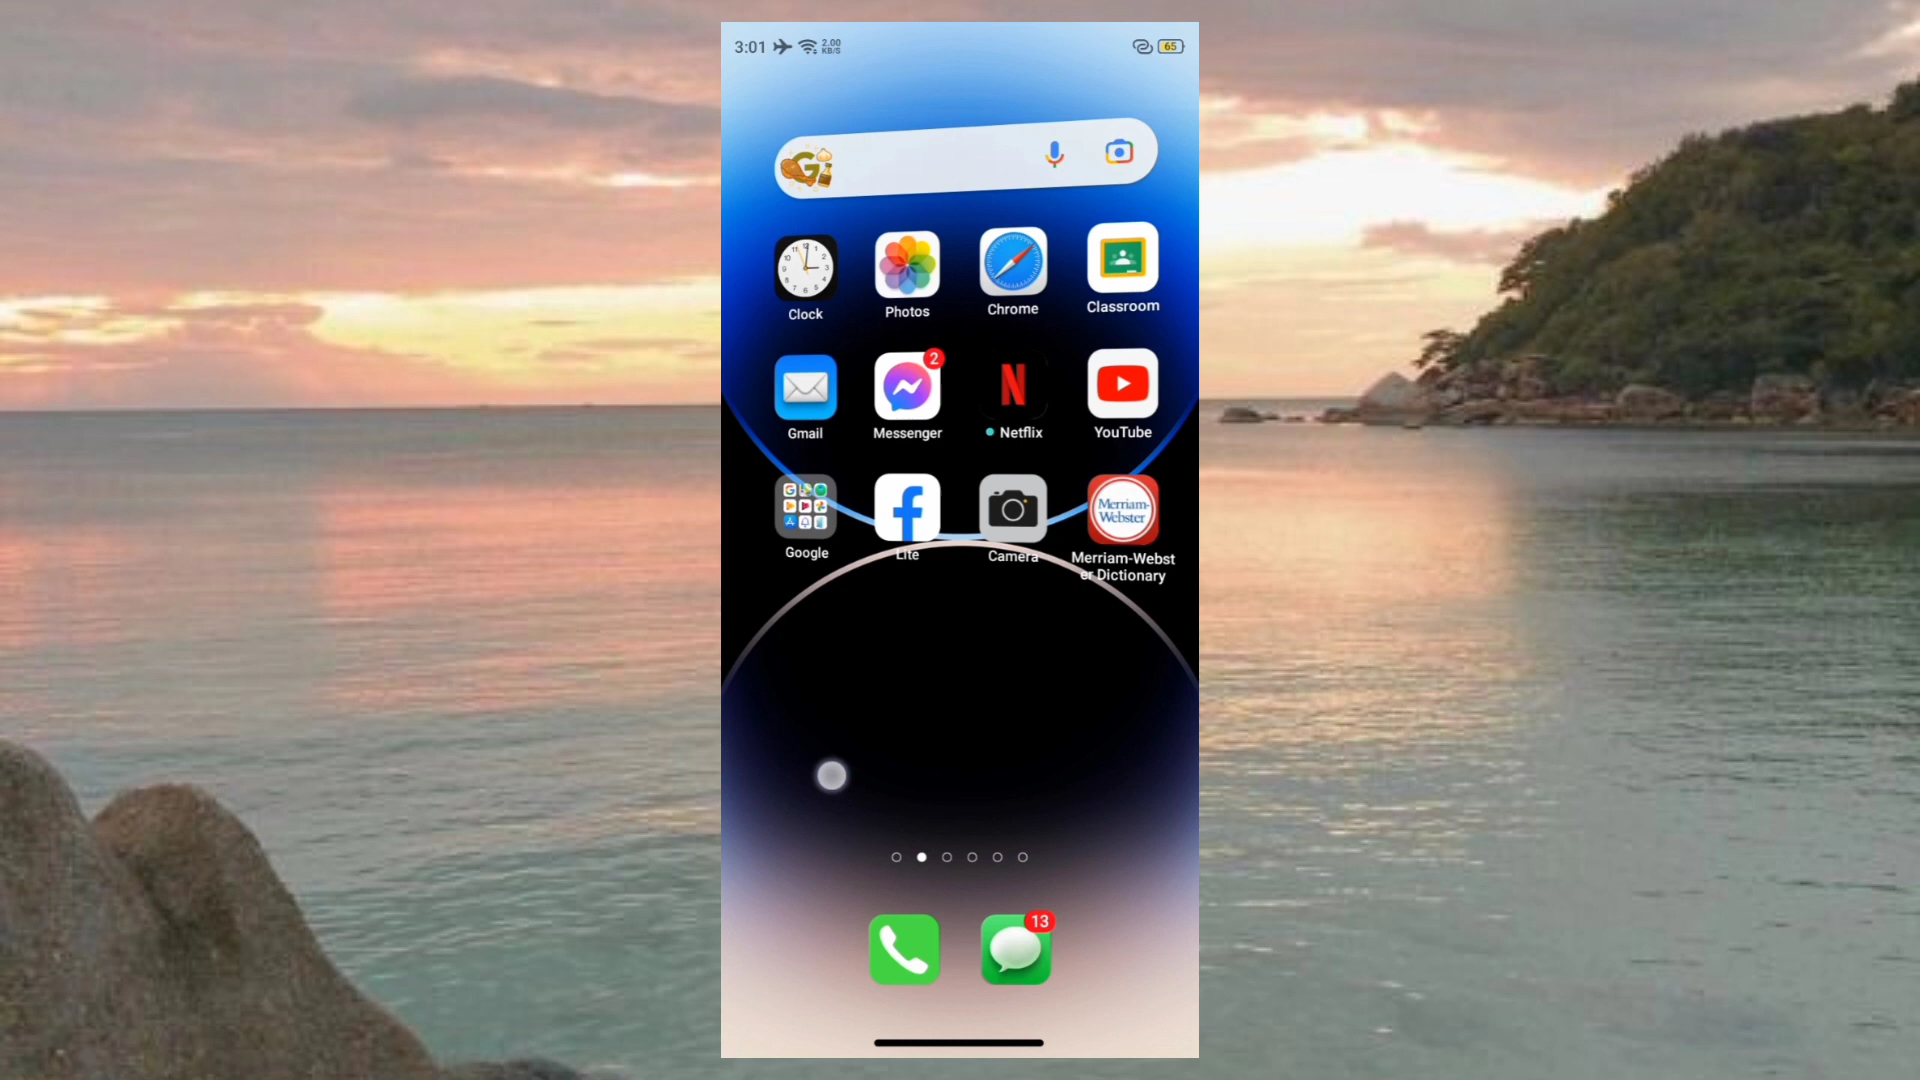 3:01 2.00 KB/S 65
Clock Photos Chrome Classroom
2
Gmail Messenger Netflix YouTube
Merriam-
Webster
Google Lite Camera Merriam-Webst
er Dictionary
13